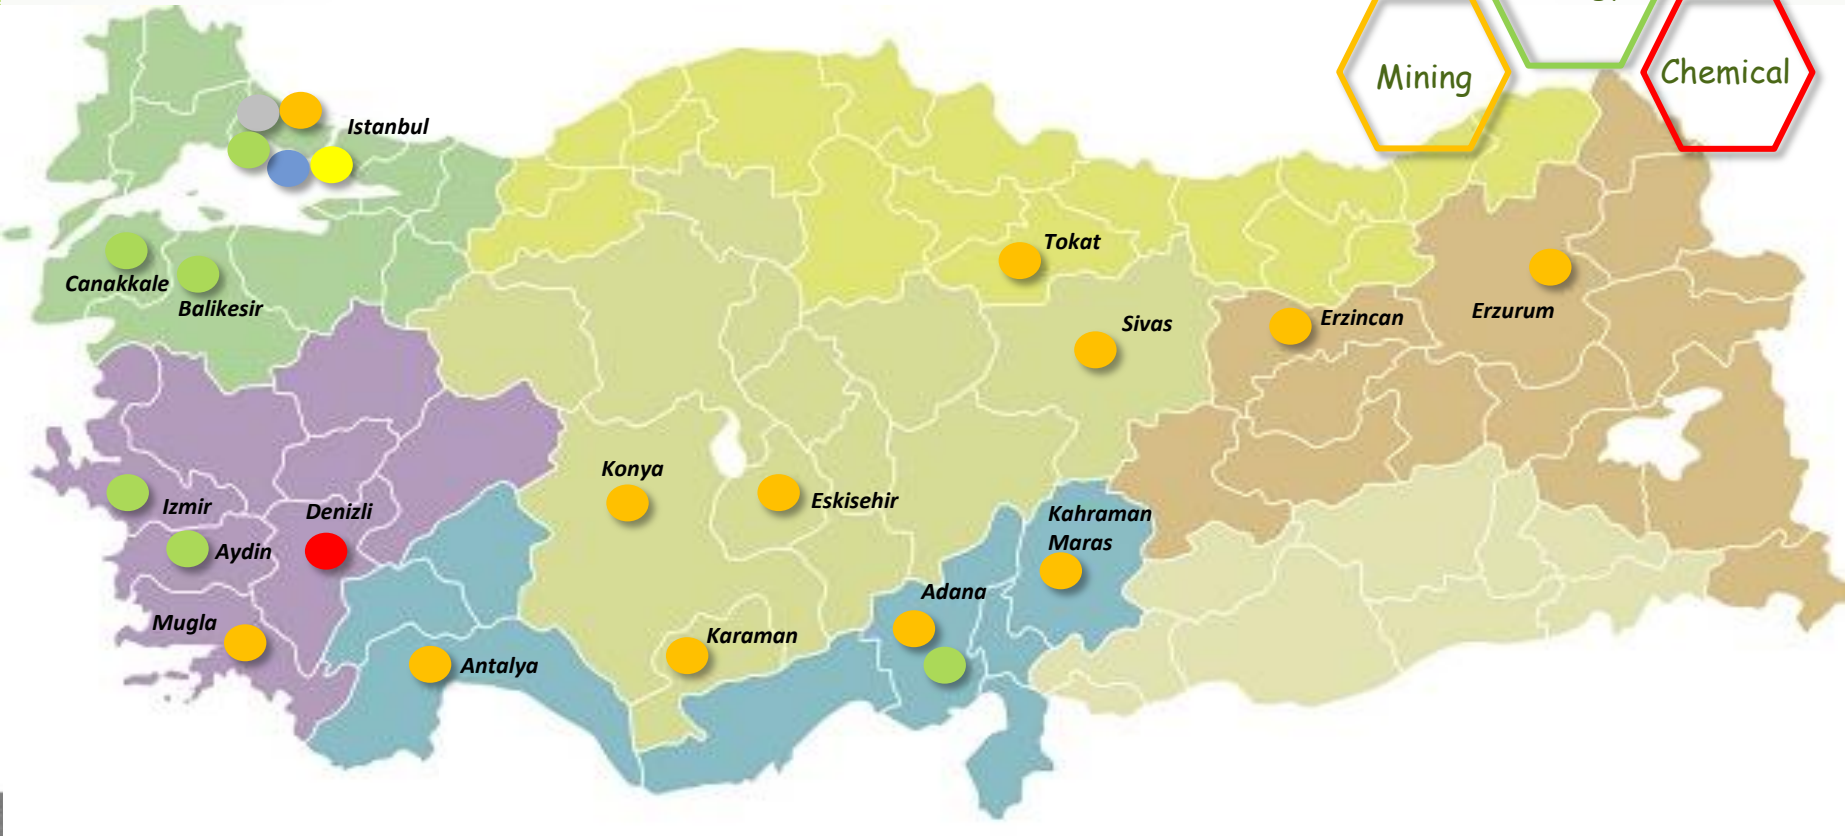 Mining
Chemical
Istanbul
Tokat
Canakkale
Balikesir
Sivas
Erzincan
Erzurum
Konya
Eskisehir
Izmir
Denizli
Kahraman
Maras
Aydin
Adana
Mugla
Karaman
Antalya